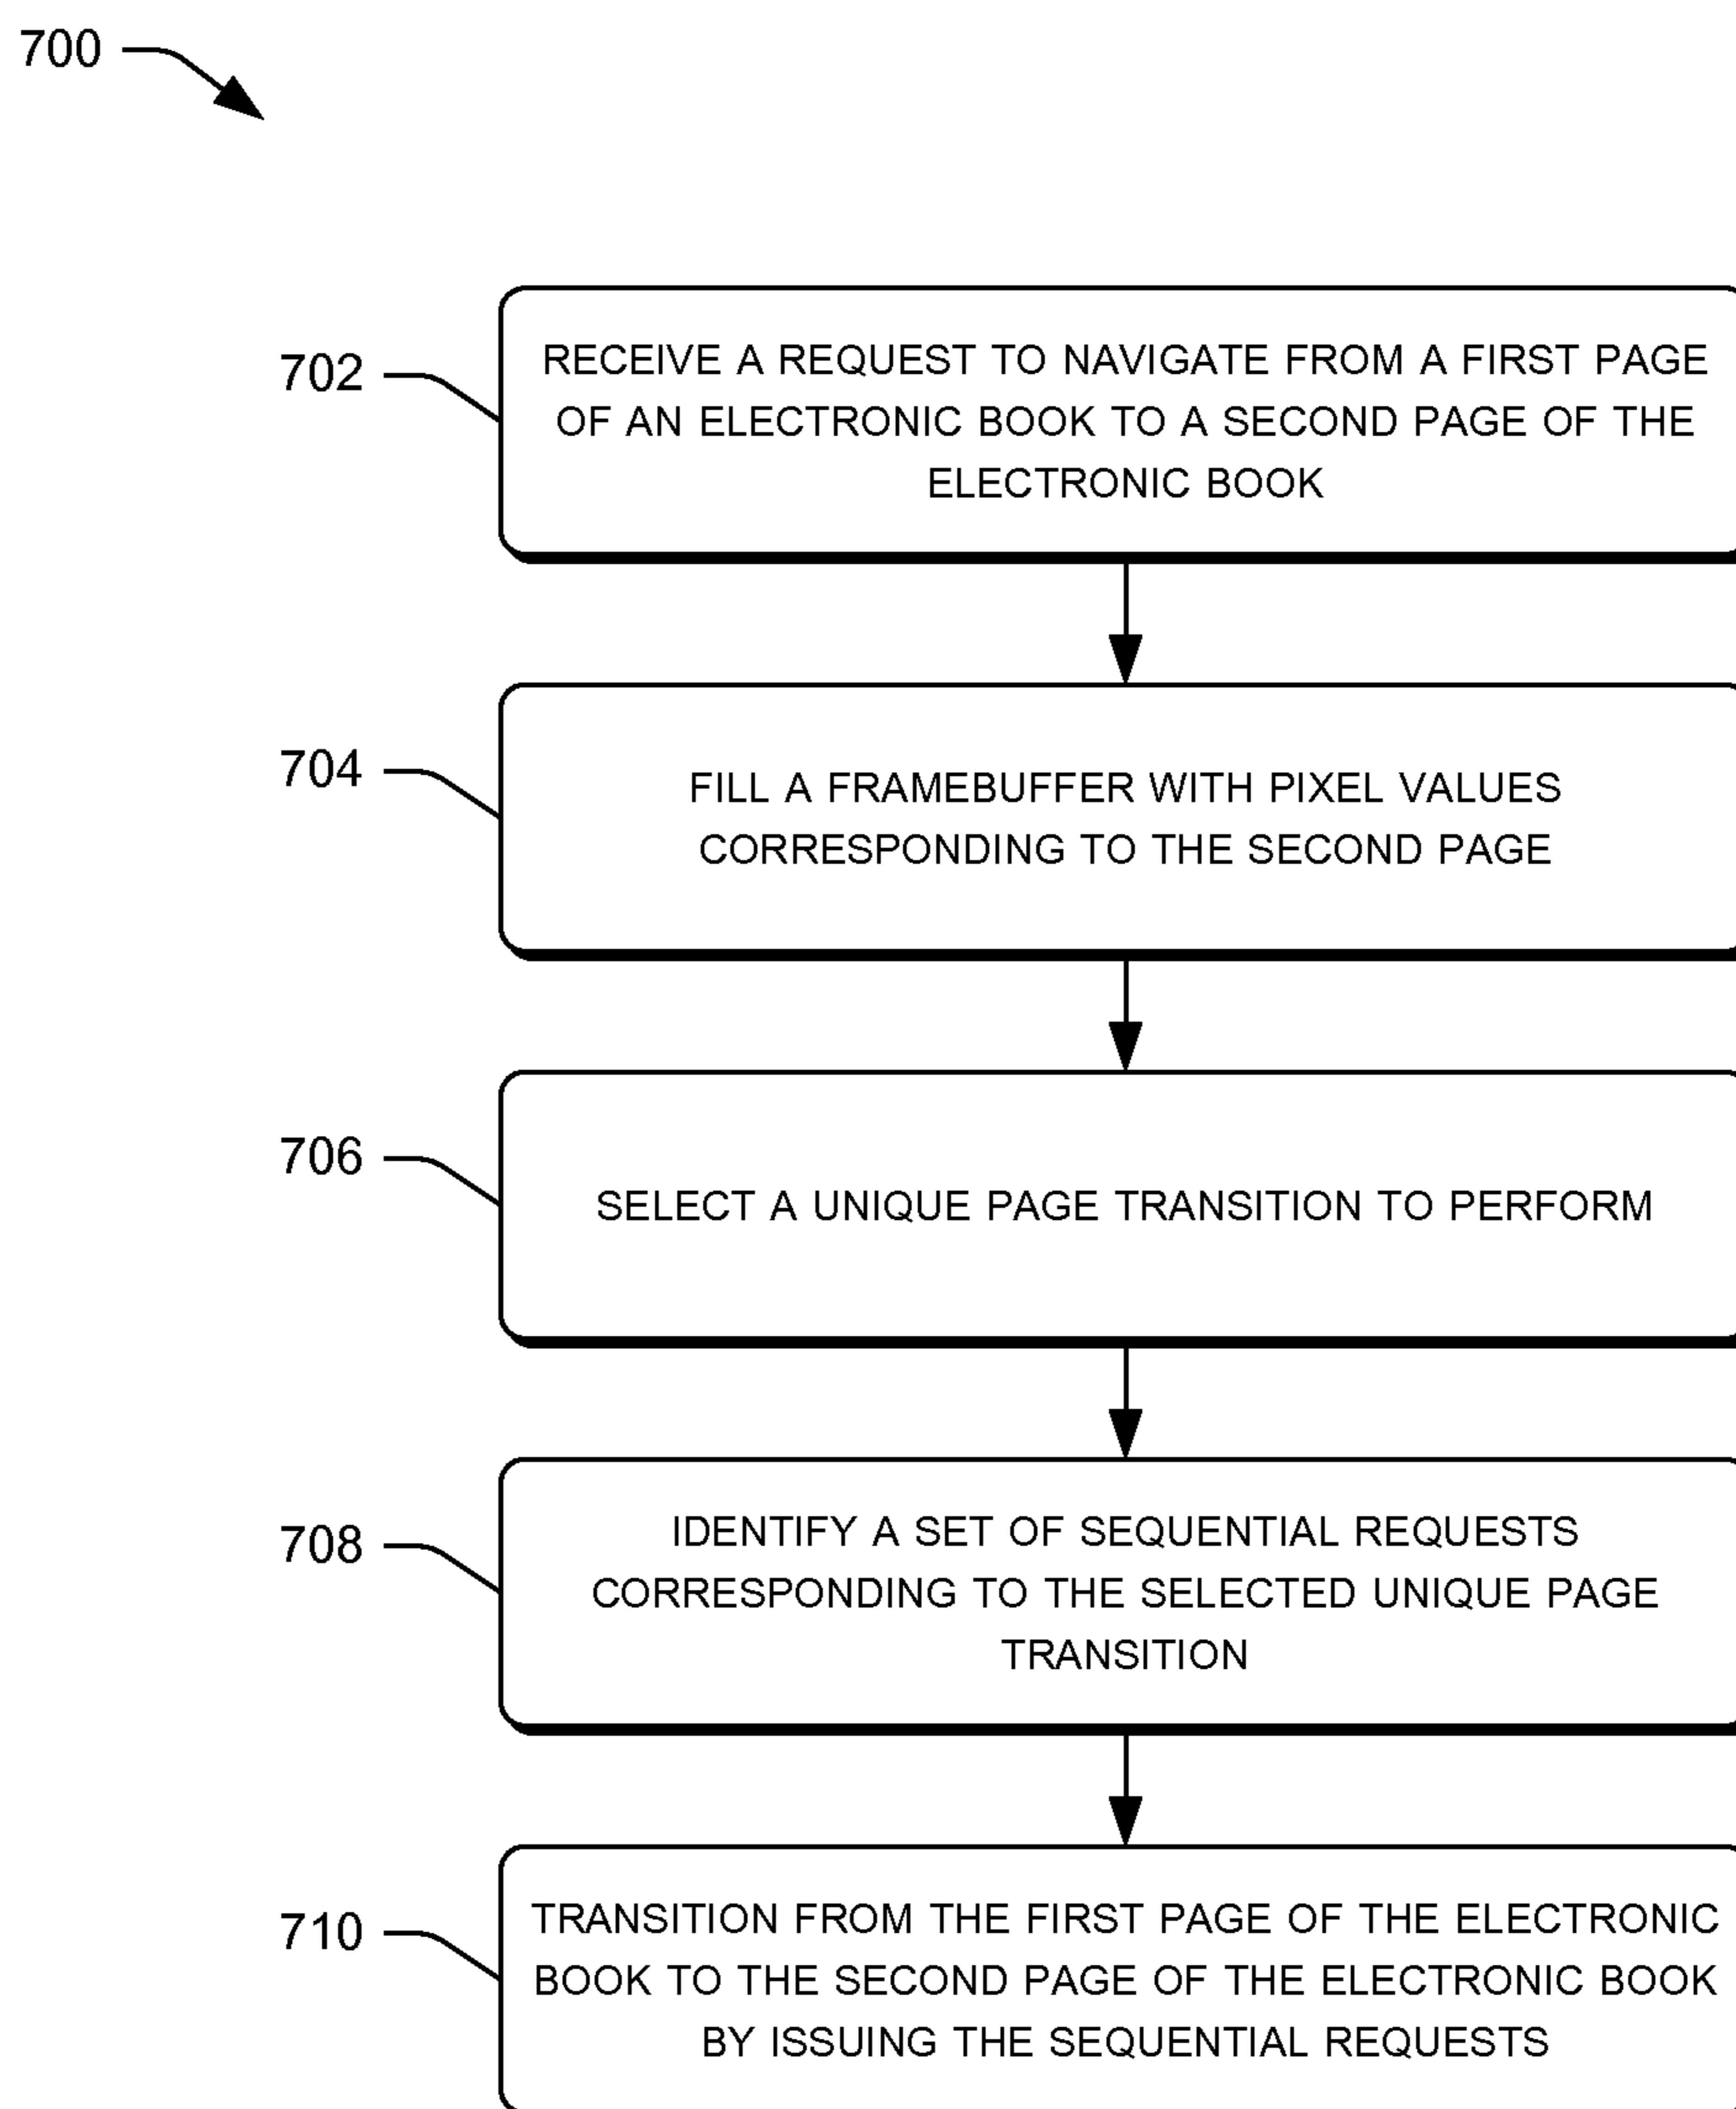 700
702
RECEIVE A REQUEST TO NAVIGATE FROM A FIRST PAGE
OF AN ELECTRONIC BOOK TO A SECOND PAGE OF THE
ELECTRONIC BOOK
704
FILL A FRAMEBUFFER WITH PIXEL VALUES
CORRESPONDING TO THE SECOND PAGE
706
SELECT A UNIQUE PAGE TRANSITION TO PERFORM
708
IDENTIFY A SET OF SEQUENTIAL REQUESTS
CORRESPONDING TO THE SELECTED UNIQUE PAGE
TRANSITION
710
TRANSITION FROM THE FIRST PAGE OF THE ELECTRONIC
BOOK TO THE SECOND PAGE OF THE ELECTRONIC BOOK
BY ISSUING THE SEQUENTIAL REQUESTS